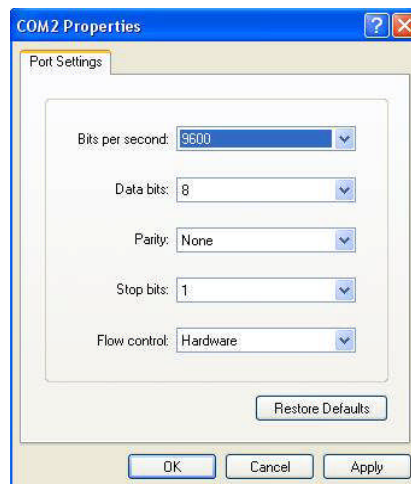 COM2 Properties
Port Settings
Bits per second: 9600
Data bits: 8
Parity: None
Stop bits: 1
Flow control: Hardware
Restore Defaults
OK Cancel Apply